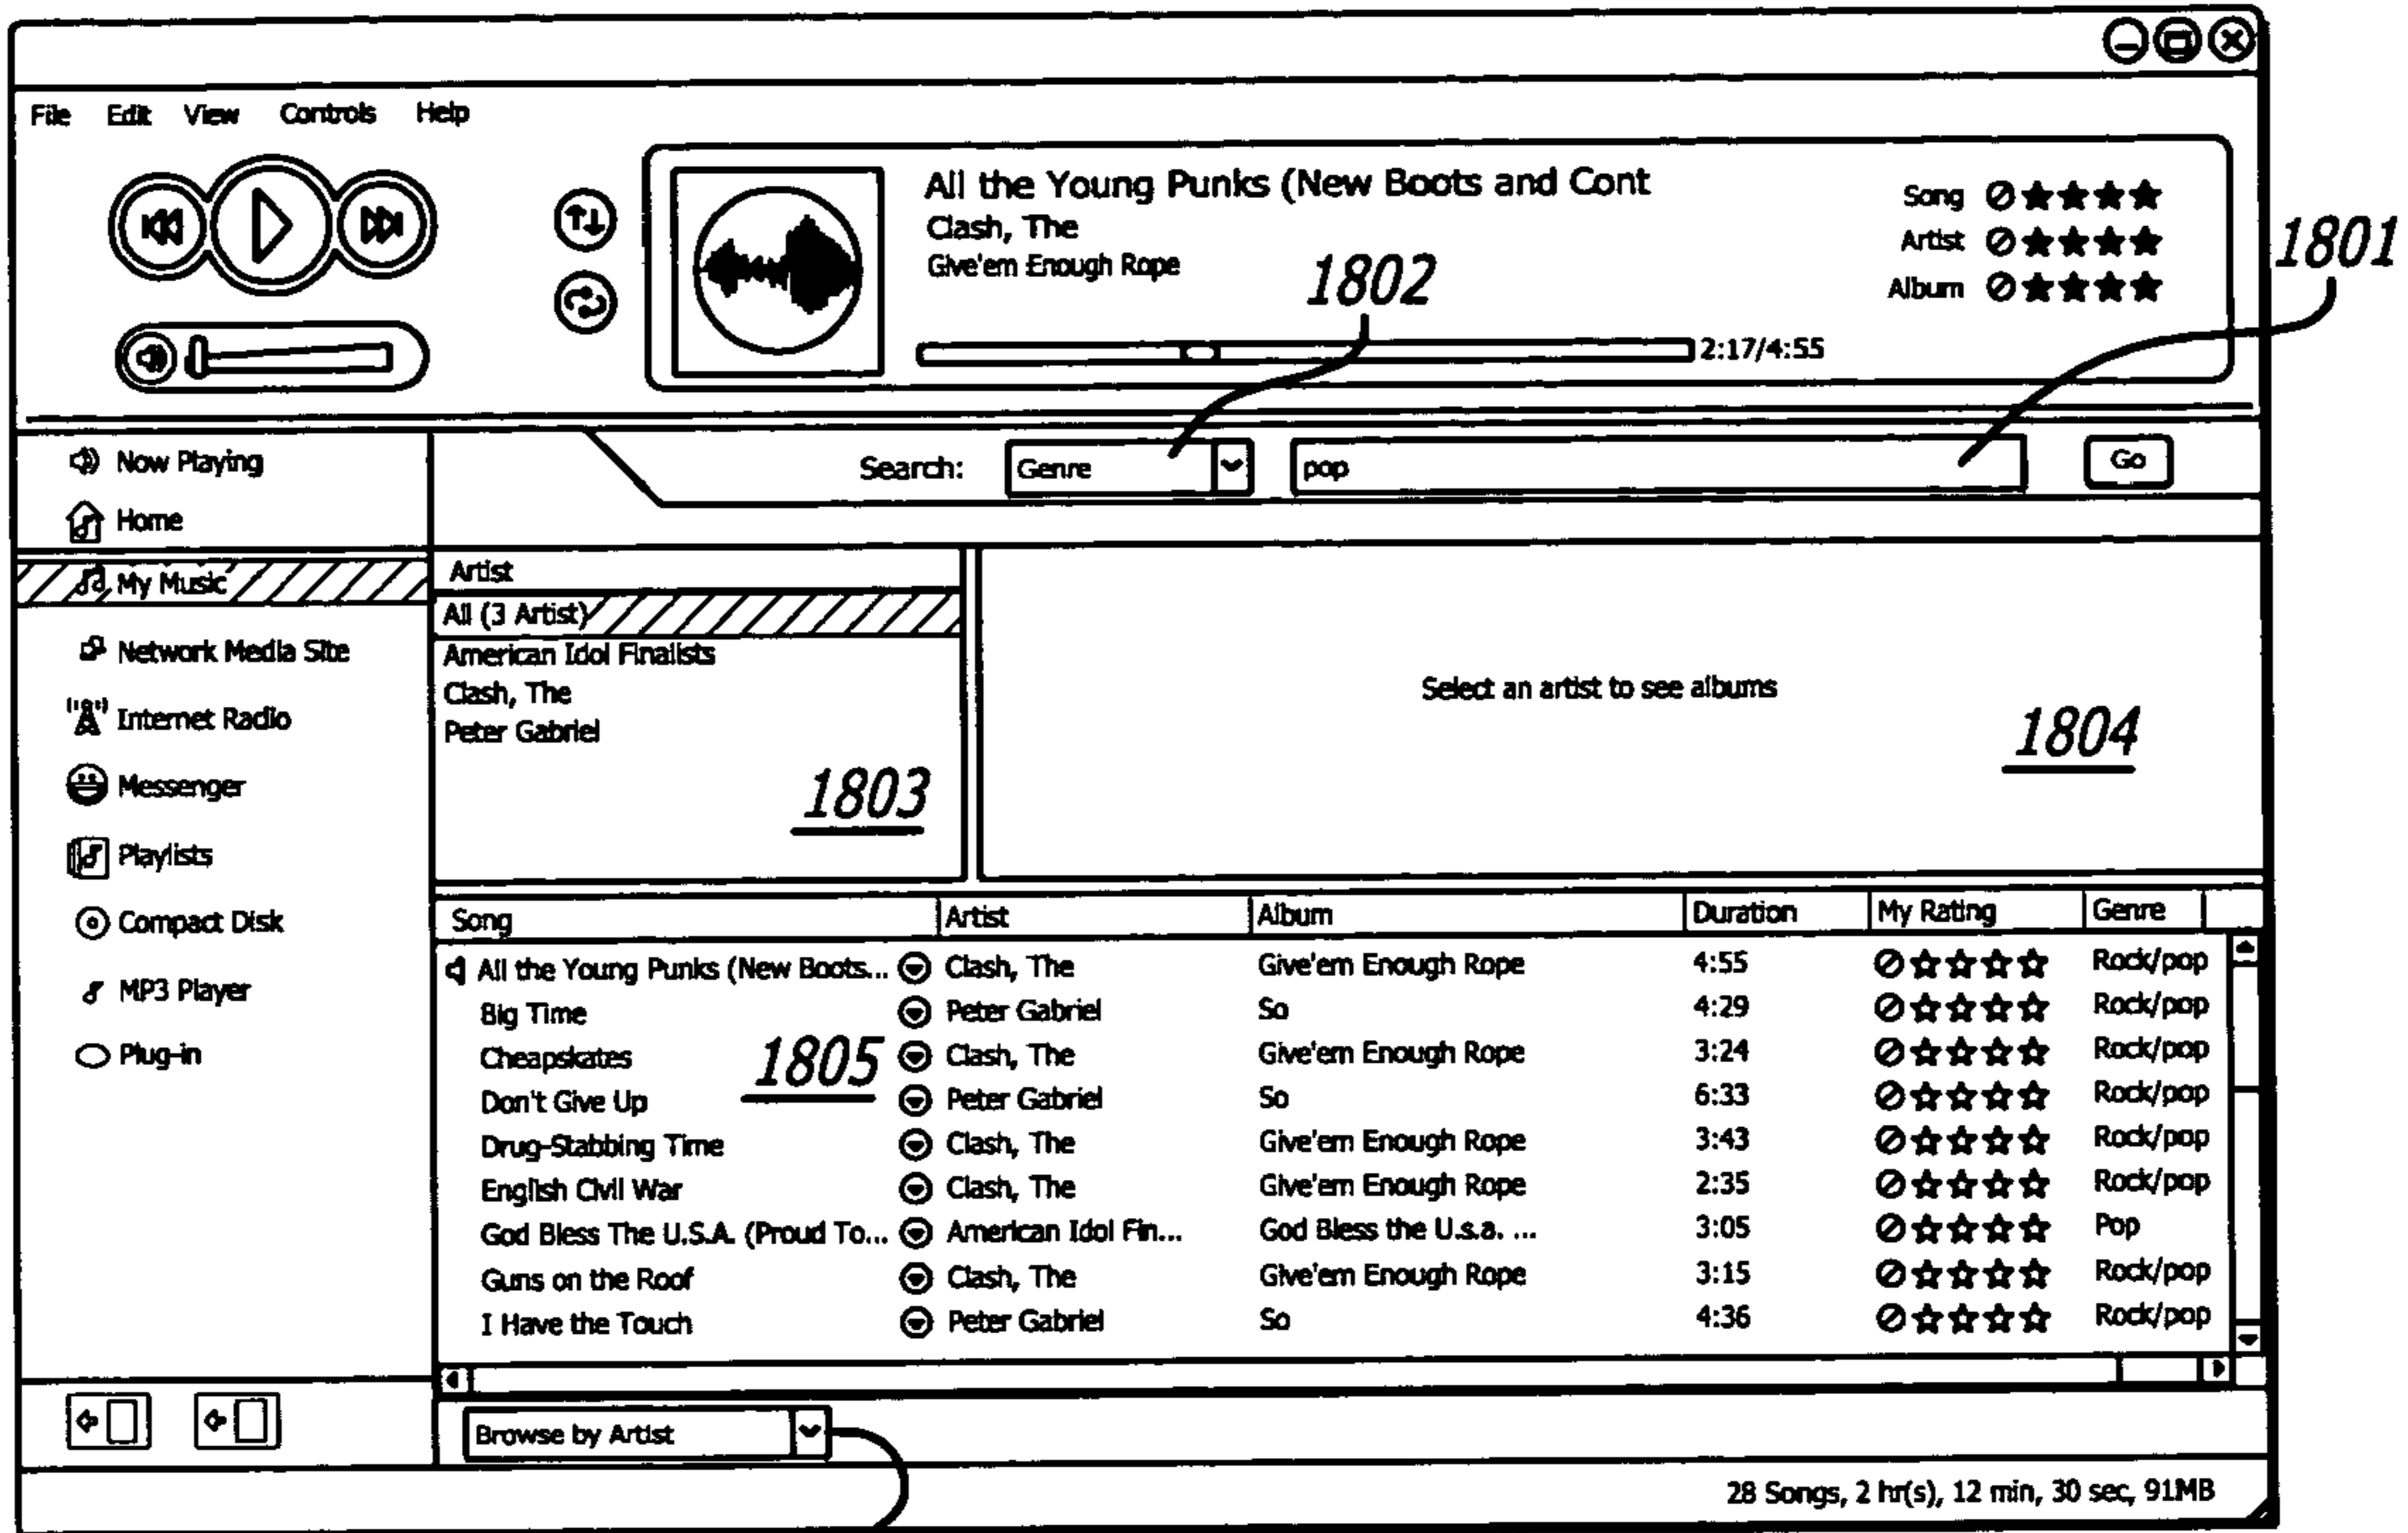 File Edit View Controls Help
All the Young Punks (New Boots and Cont
Clash, The
Give'em Enough Rope
Song
Artist
Album
1801
1802
2:17/4:55
Now Playing
Home
My Music
Network Media Site
Internet Radio
Messenger
Playlists
Compact Disk
MP3 Player
Plug-in
Search: Genre pop Go
Artist
All (3 Artist)
American Idol Finalists
Clash, The
Peter Gabriel
1803
Select an artist to see albums
1804
Song Artist Album Duration My Rating Genre
All the Young Punks (New Boots... Clash, The Give'em Enough Rope 4:55 Rock/pop
Big Time Peter Gabriel So 4:29 Rock/pop
Cheapskates Clash, The Give'em Enough Rope 3:24 Rock/pop
1805
Don't Give Up Peter Gabriel So 6:33 Rock/pop
Drug-Stabbing Time Clash, The Give'em Enough Rope 3:43 Rock/pop
English Civil War Clash, The Give'em Enough Rope 2:35 Rock/pop
God Bless The U.S.A. (Proud To... American Idol Fin... God Bless the U.s.a. ... 3:05 Pop
Guns on the Roof Clash, The Give'em Enough Rope 3:15 Rock/pop
I Have the Touch Peter Gabriel So 4:36 Rock/pop
Browse by Artist
28 Songs, 2 hr(s), 12 min, 30 sec, 91MB